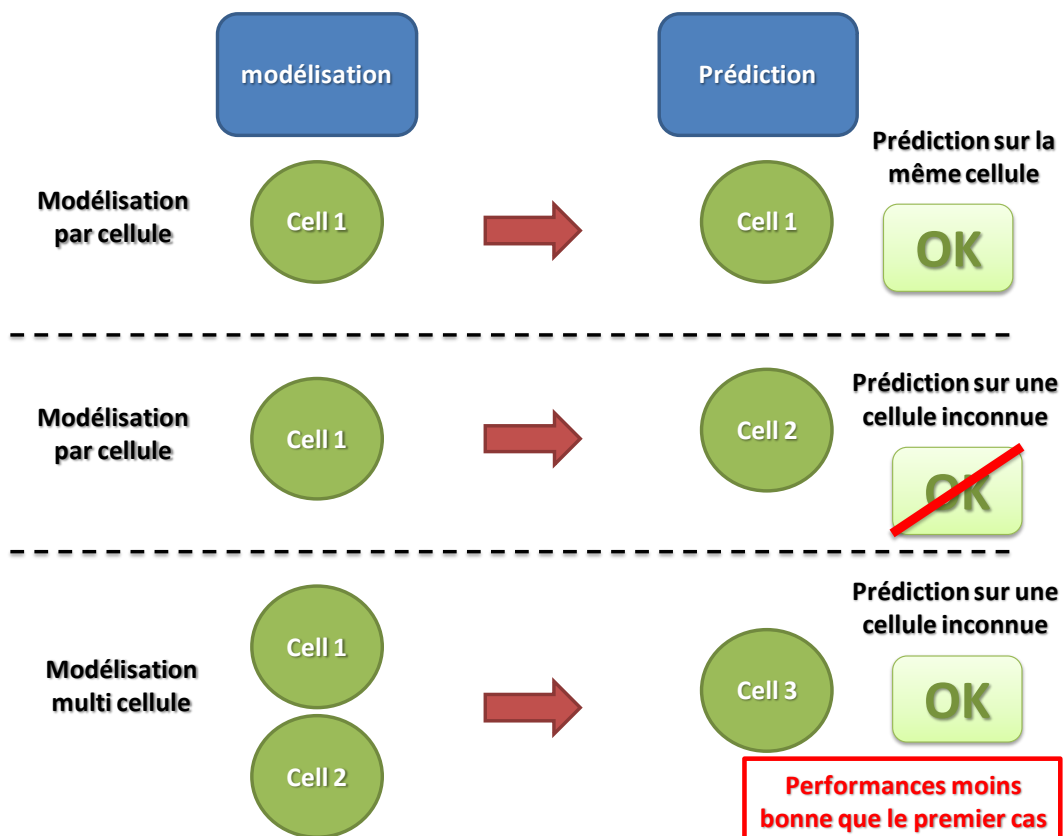 modélisation
Prédiction
Modélisation
par cellule
Cell 1
Cell 1
Prédiction sur la
même cellule
OK
Modélisation
par cellule
Cell 1
Cell 2
Prédiction sur une
cellule inconnue
OK
Modélisation
multi cellule
Cell 1
Cell 2
Cell 3
Prédiction sur une
cellule inconnue
OK
Performances moins
bonne que le premier cas